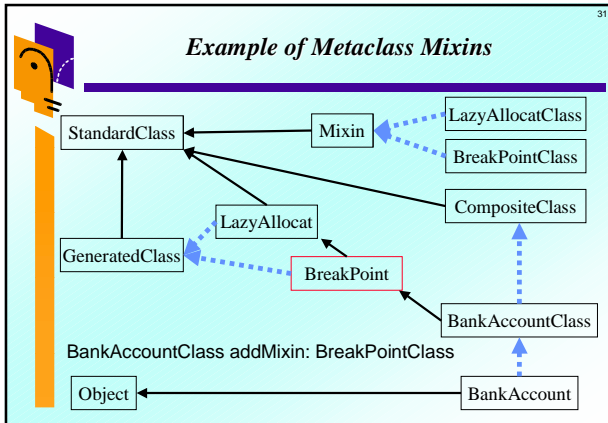 31
Example of Metaclass Mixins
LazyAllocatClass
Mixin
StandardClass
BreakPointClass
CompositeClass
LazyAllocat
GeneratedClass
BreakPoint
BankAccountClass
BankAccountClass addMixin: BreakPointClass
Object
BankAccount